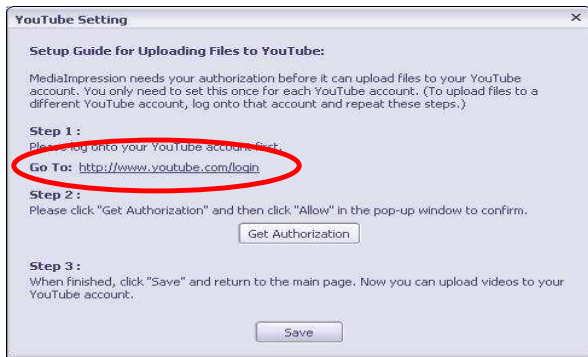 YouTube Setting
Setup Guide for Uploading Files to YouTube:
MediaImpression needs your authorization before it can upload files to your YouTube
account. You only need to set this once for each YouTube account. (To upload files to a
different YouTube account, log onto that account and repeat these steps.)
Step 1 :
Please log onto your YouTube account first.
Go To: http://www.youtube.com/login
Step 2 :
Please click "Get Authorization" and then click "Allow" in the pop-up window to confirm.
Get Authorization
Step 3 :
When finished, click "Save" and return to the main page. Now you can upload videos to your
YouTube account.
Save